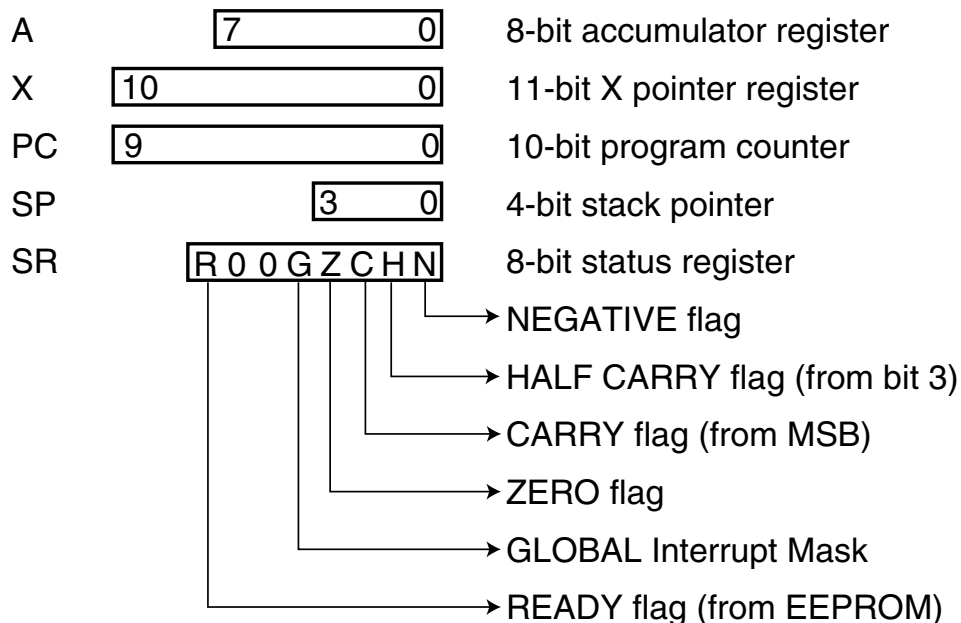 A 7 0 8-bit accumulator register
X 10 0 11-bit X pointer register
PC 9 0 10-bit program counter
SP 3 0 4-bit stack pointer
SR R 0 0 G Z C H N 8-bit status register
NEGATIVE flag
HALF CARRY flag (from bit 3)
CARRY flag (from MSB)
ZERO flag
GLOBAL Interrupt Mask
READY flag (from EEPROM)